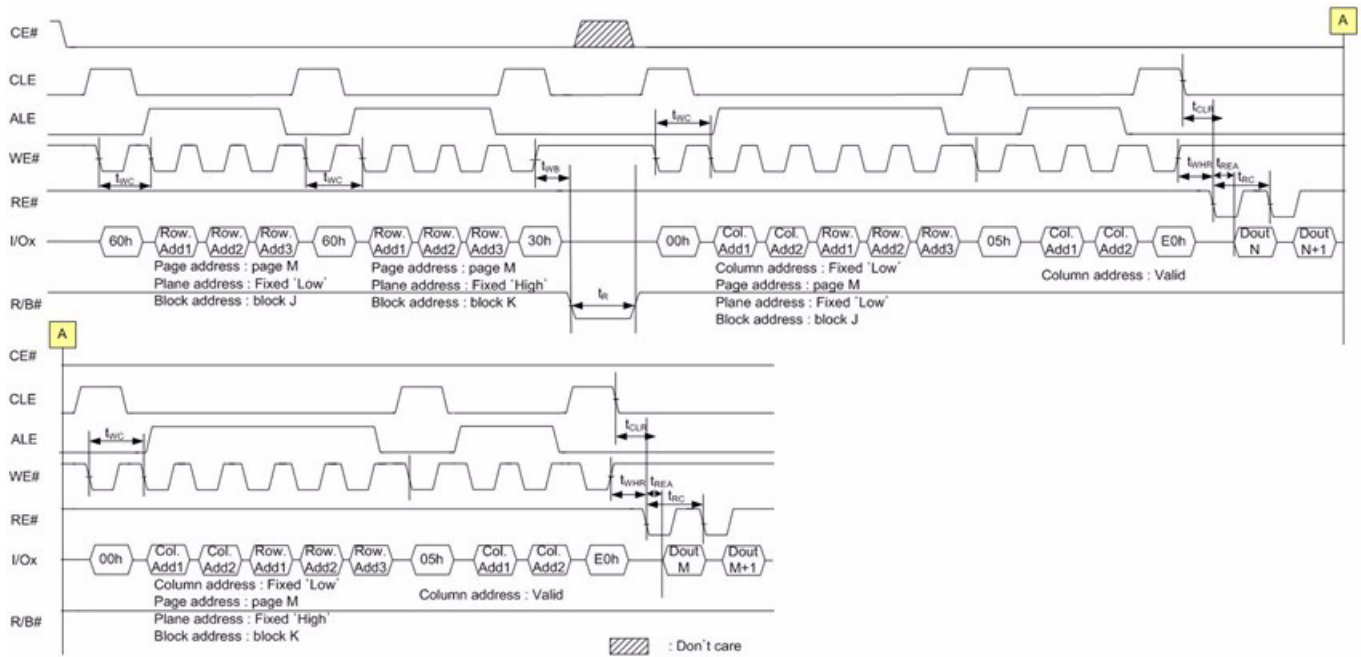 A
CE#
CLE
tCLR
ALE
tWC
WE#
tWC tWC tWB tWHR tREA
tRC
RE#
I/Ox 60h Row. Add1 Row. Add2 Row. Add3 60h Row. Add1 Row. Add2 Row. Add3 30h 00h Col. Add1 Col. Add2 Row. Add1 Row. Add2 Row. Add3 05h Col. Add1 Col. Add2 E0h Dout N Dout N+1
Page address : page M
Plane address : Fixed 'Low'
Block address : block J
Page address : page M
Plane address : Fixed 'High'
Block address : block K
Column address : Fixed 'Low'
Page address : page M
Plane address : Fixed 'Low'
Block address : block J
Column address : Valid
R/B# tR
A
CE#
CLE
tCLR
ALE
tWC
WE#
tWHR tREA
tRC
RE#
I/Ox 00h Col. Add1 Col. Add2 Row. Add1 Row. Add2 Row. Add3 05h Col. Add1 Col. Add2 E0h Dout M Dout M+1
Column address : Fixed 'Low'
Page address : page M
Plane address : Fixed 'High'
Block address : block K
Column address : Valid
R/B#
: Don't care